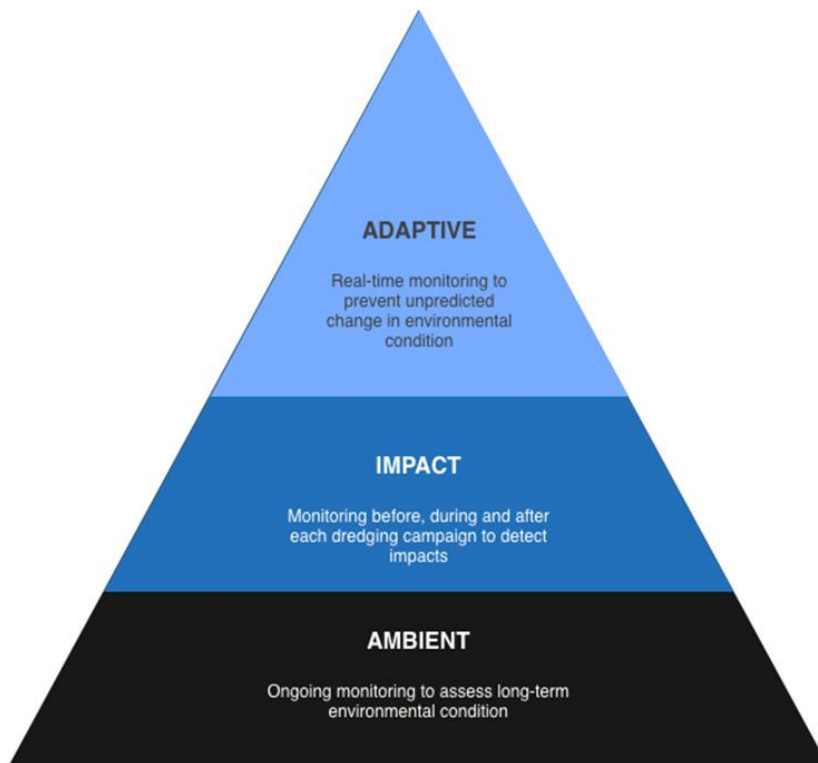 ADAPTIVE
Real-time monitoring to
prevent unpredicted
change in environmental
condition
IMPACT
Monitoring before, during and after
each dredging campaign to detect
impacts
AMBIENT
Ongoing monitoring to assess long-term
environmental condition